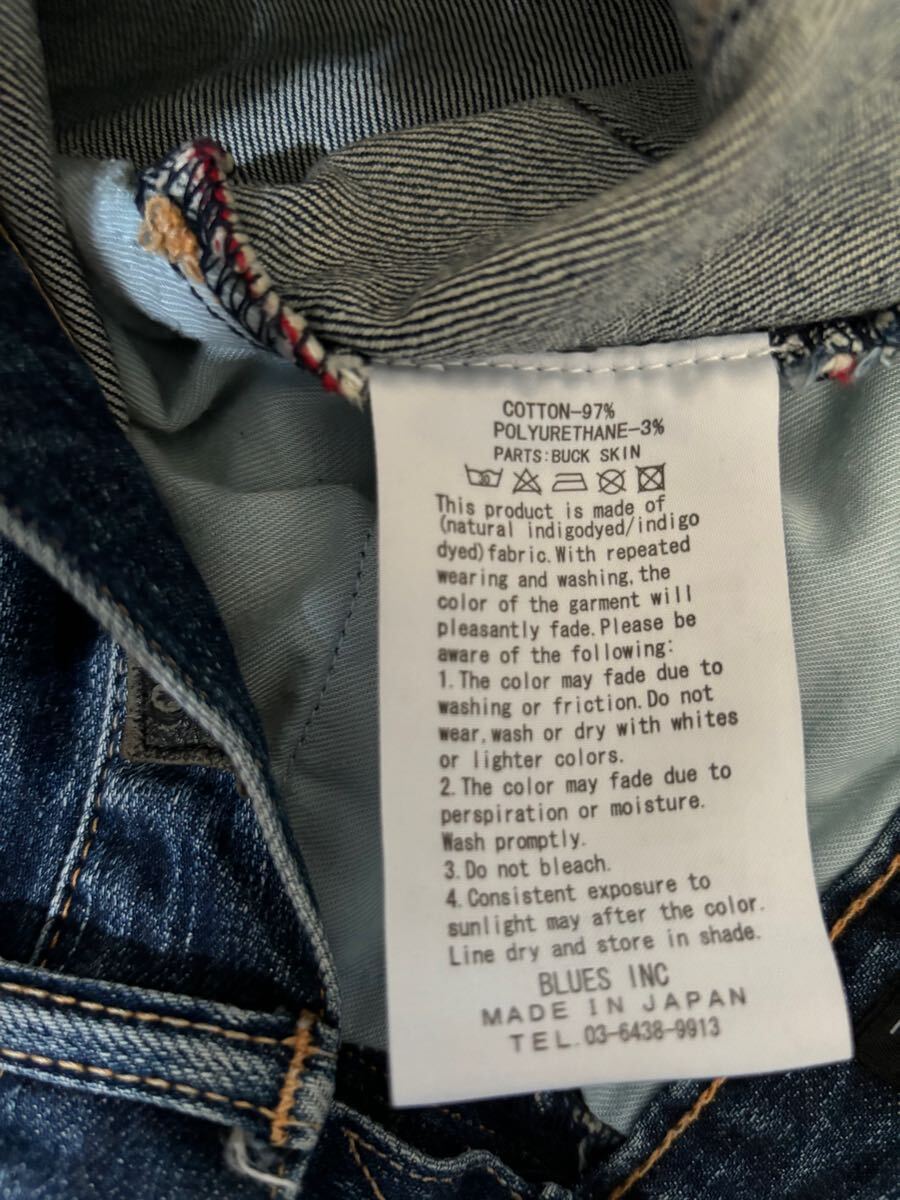 COTTON-97%
POLYURETHANE-3%
PARTS:BUCK SKIN
30
This product is made of
(natural indigodyed/indigo
dyed)fabric.With repeated
wearing and washing,the
color of the garment will
pleasantly fade.Please be
aware of the following:
1.The color may fade due to
washing or friction.Do not
wear,wash or dry with whites
or lighter colors.
2.The color may fade due to
perspiration or moisture.
Wash promptly.
3.Do not bleach.
4.Consistent exposure to
sunlight may after the color.
Line dry and store in shade.
BLUES INC
MADE IN JAPAN
TEL.03-6438-9913